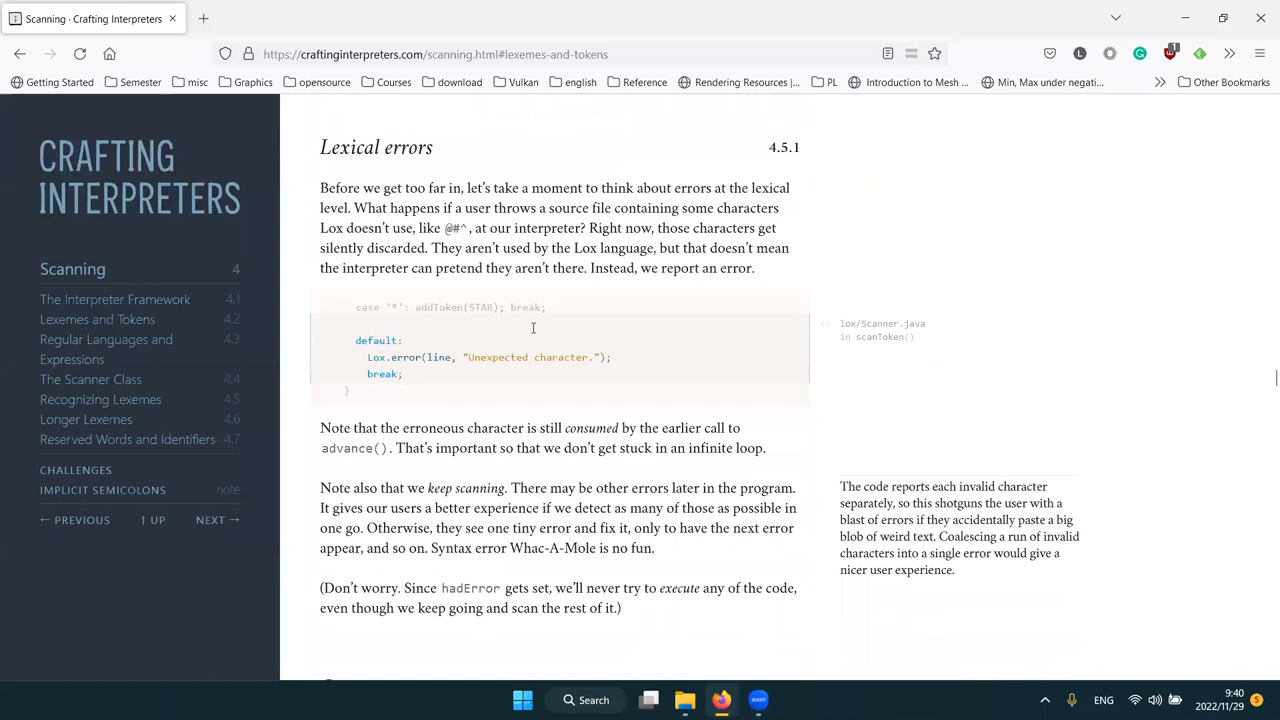 Scanning · Crafting Interpreters
https://craftinginterpreters.com/scanning.html#lexemes-and-tokens
L
1
Getting Started
Semester
misc
Graphics
opensource
Courses
download
Vulkan
english
Reference
Rendering Resources |...
PL
Introduction to Mesh ...
Min, Max under negati...
Other Bookmarks
CRAFTING
INTERPRETERS
Scanning 4
The Interpreter Framework 4.1
Lexemes and Tokens 4.2
Regular Languages and 4.3
Expressions
The Scanner Class 4.4
Recognizing Lexemes 4.5
Longer Lexemes 4.6
Reserved Words and Identifiers 4.7
CHALLENGES
IMPLICIT SEMICOLONS note
← PREVIOUS ↑ UP NEXT →
Lexical errors 4.5.1
Before we get too far in, let's take a moment to think about errors at the lexical
level. What happens if a user throws a source file containing some characters
Lox doesn't use, like @#^, at our interpreter? Right now, those characters get
silently discarded. They aren't used by the Lox language, but that doesn't mean
the interpreter can pretend they aren't there. Instead, we report an error.
case '*': addToken(STAR); break;
default:
Lox.error(line, "Unexpected character.");
break;
}
<< lox/Scanner.java
in scanToken()
Note that the erroneous character is still consumed by the earlier call to
advance(). That's important so that we don't get stuck in an infinite loop.
Note also that we keep scanning. There may be other errors later in the program.
It gives our users a better experience if we detect as many of those as possible in
one go. Otherwise, they see one tiny error and fix it, only to have the next error
appear, and so on. Syntax error Whac-A-Mole is no fun.
(Don't worry. Since hadError gets set, we'll never try to execute any of the code,
even though we keep going and scan the rest of it.)
The code reports each invalid character
separately, so this shotguns the user with a
blast of errors if they accidentally paste a big
blob of weird text. Coalescing a run of invalid
characters into a single error would give a
nicer user experience.
Search
zoom
ENG
9:40
2022/11/29
5